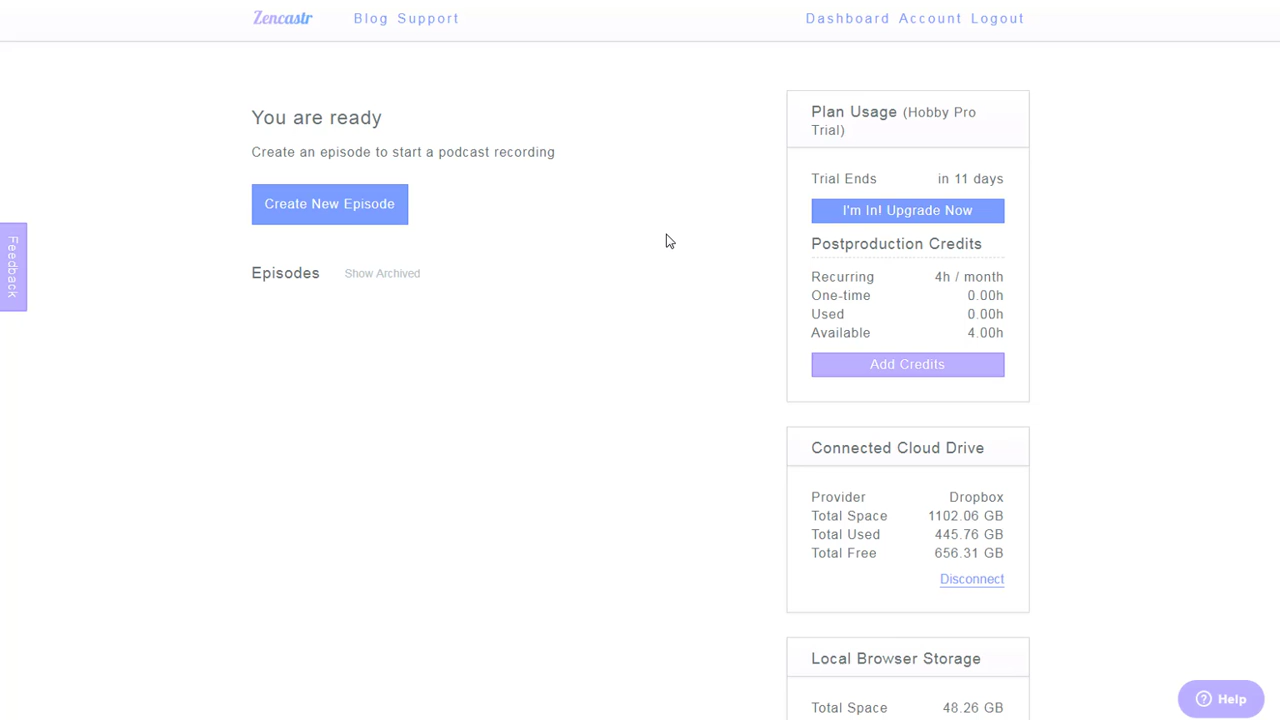 Zencastr Blog Support Dashboard Account Logout
You are ready
Create an episode to start a podcast recording
Create New Episode
Episodes Show Archived
Feedback
Plan Usage (Hobby Pro
Trial)
Trial Ends in 11 days
I'm In! Upgrade Now
Postproduction Credits
Recurring 4h / month
One-time 0.00h
Used 0.00h
Available 4.00h
Add Credits
Connected Cloud Drive
Provider Dropbox
Total Space 1102.06 GB
Total Used 445.76 GB
Total Free 656.31 GB
Disconnect
Local Browser Storage
Total Space 48.26 GB
Help